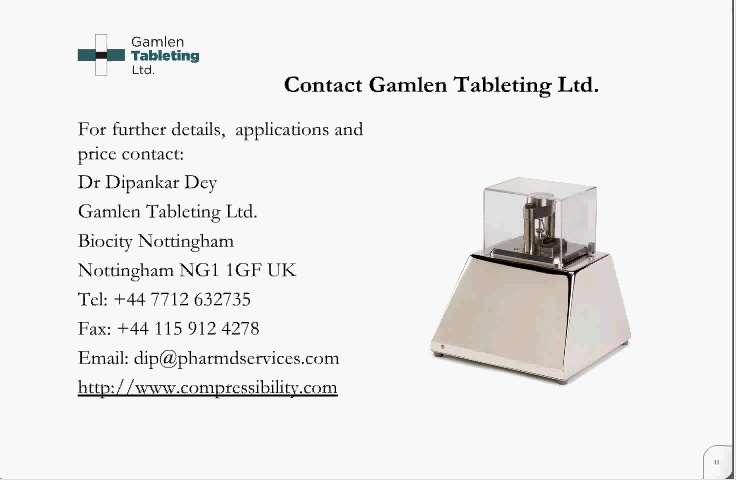 Gamlen
Tableting
Ltd.
Contact Gamlen Tableting Ltd.
For further details,  applications and
price contact:
Dr Dipankar Dey
Gamlen Tableting Ltd.
Biocity Nottingham
Nottingham NG1 1GF UK
Tel: +44 7712 632735
Fax: +44 115 912 4278
Email: dip@pharmdservices.com
http://www.compressibility.com